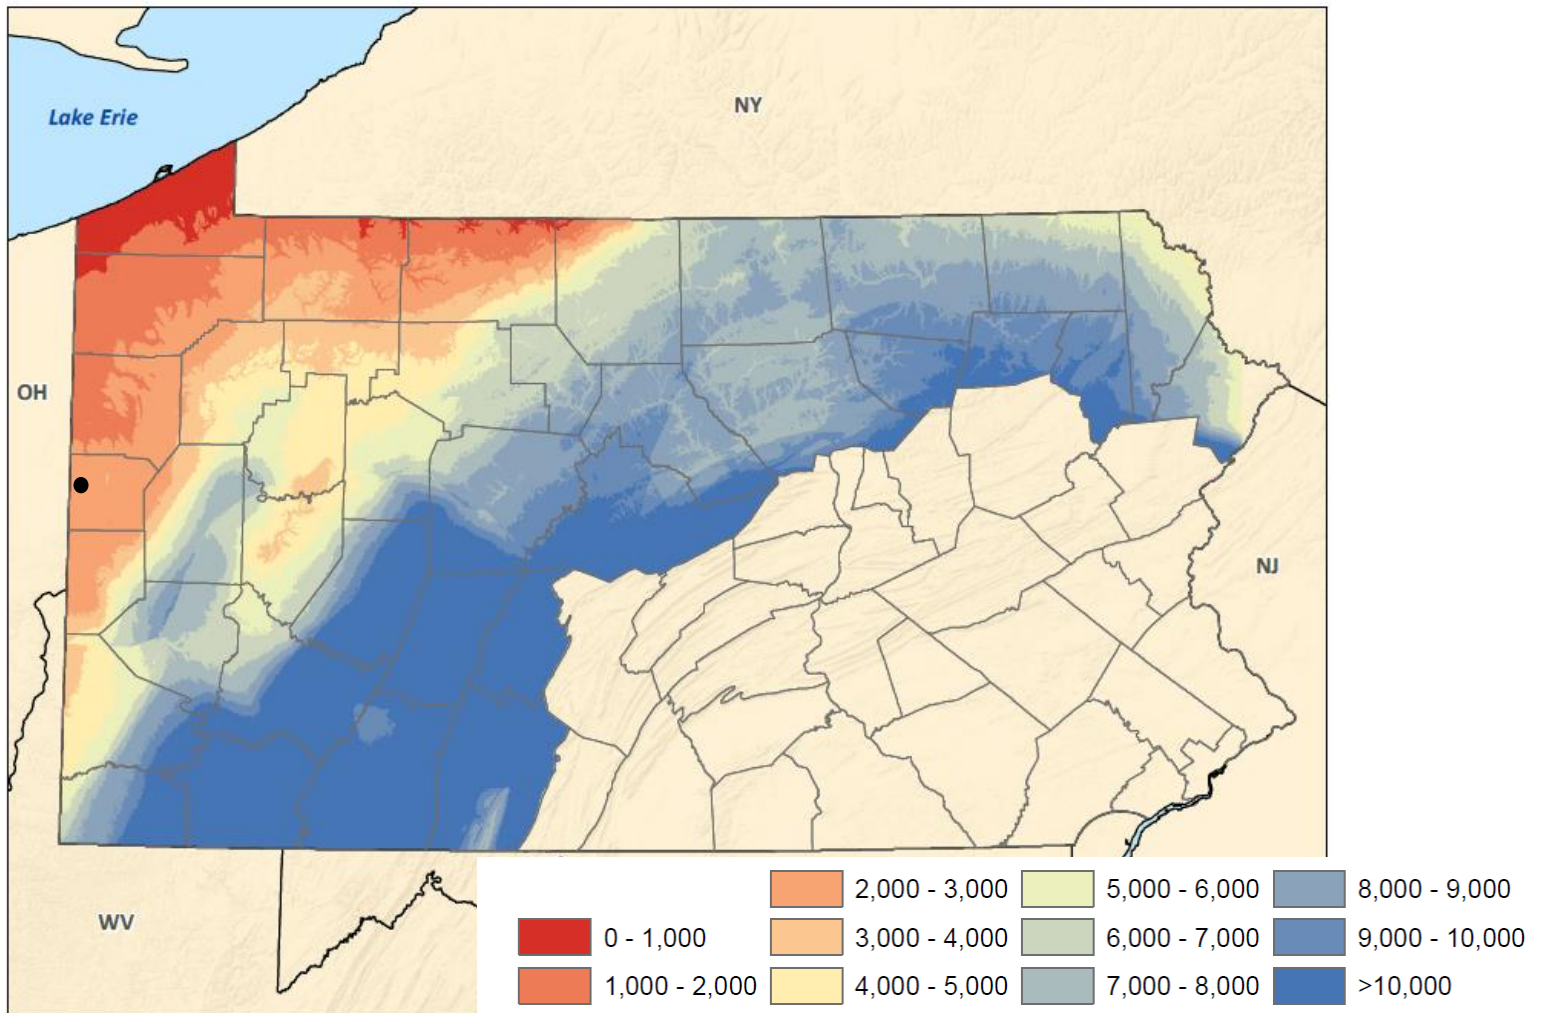 NY
Lake Erie
OH
NJ
WV
2,000 - 3,000 5,000 - 6,000 8,000 - 9,000
0 - 1,000 3,000 - 4,000 6,000 - 7,000 9,000 - 10,000
1,000 - 2,000 4,000 - 5,000 7,000 - 8,000 >10,000